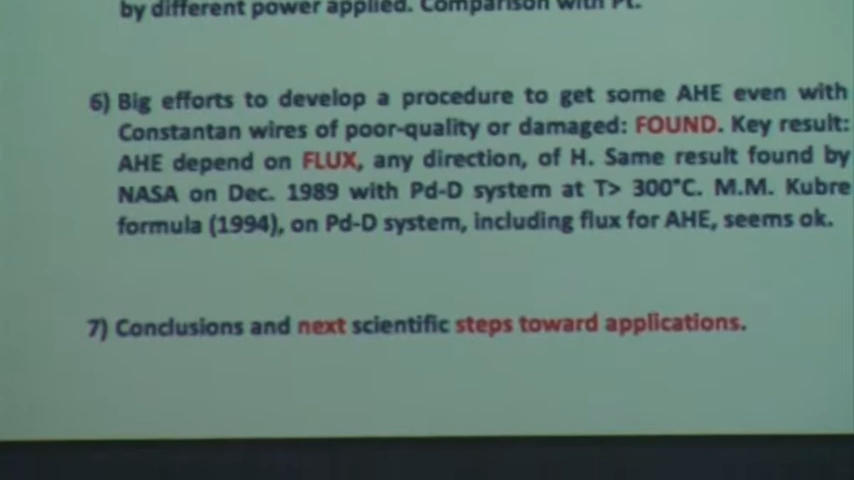 by different power applied. Comparison with Pt.
6) Big efforts to develop a procedure to get some AHE even with
Constantan wires of poor-quality or damaged: FOUND. Key result:
AHE depend on FLUX, any direction, of H. Same result found by
NASA on Dec. 1989 with Pd-D system at T> 300°C. M.M. Kubre
formula (1994), on Pd-D system, including flux for AHE, seems ok.
7) Conclusions and next scientific steps toward applications.